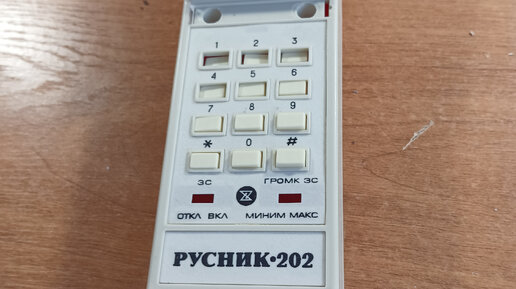 1 2 3
4 5 6
7 8 9
* 0 #
ЗС ГРОМК ЗС
ОТКЛ ВКЛ МИНИМ МАКС
РУСНИК·202